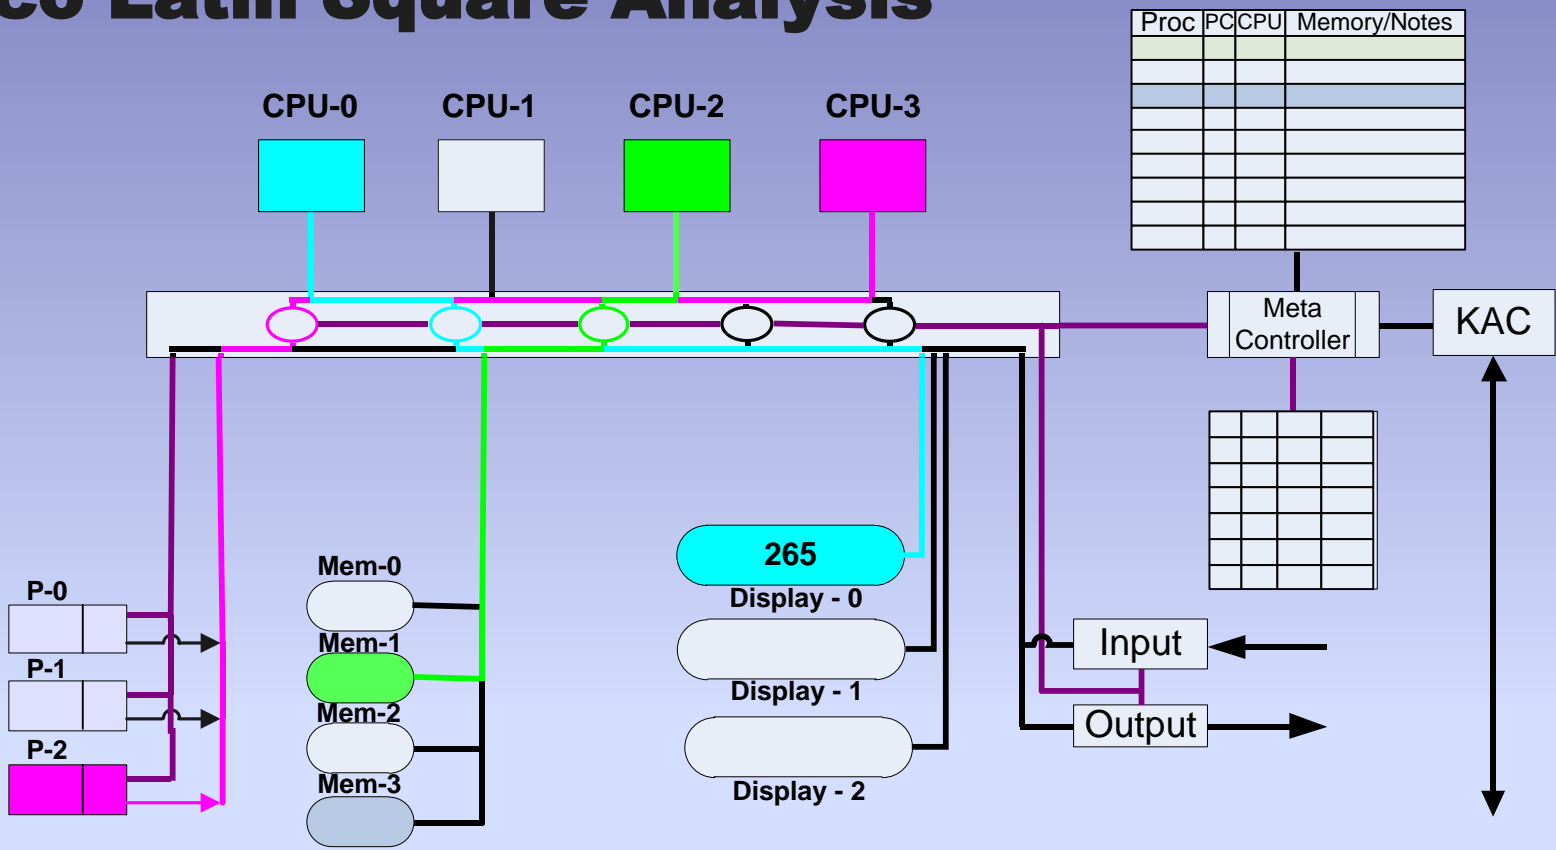 Latin Square Analysis
Proc PC CPU Memory/Notes
CPU-0 CPU-1 CPU-2 CPU-3
Meta
Controller
KAC
265
Display - 0
Display - 1
Display - 2
Mem-0
Mem-1
Mem-2
Mem-3
P-0
P-1
P-2
Input
Output